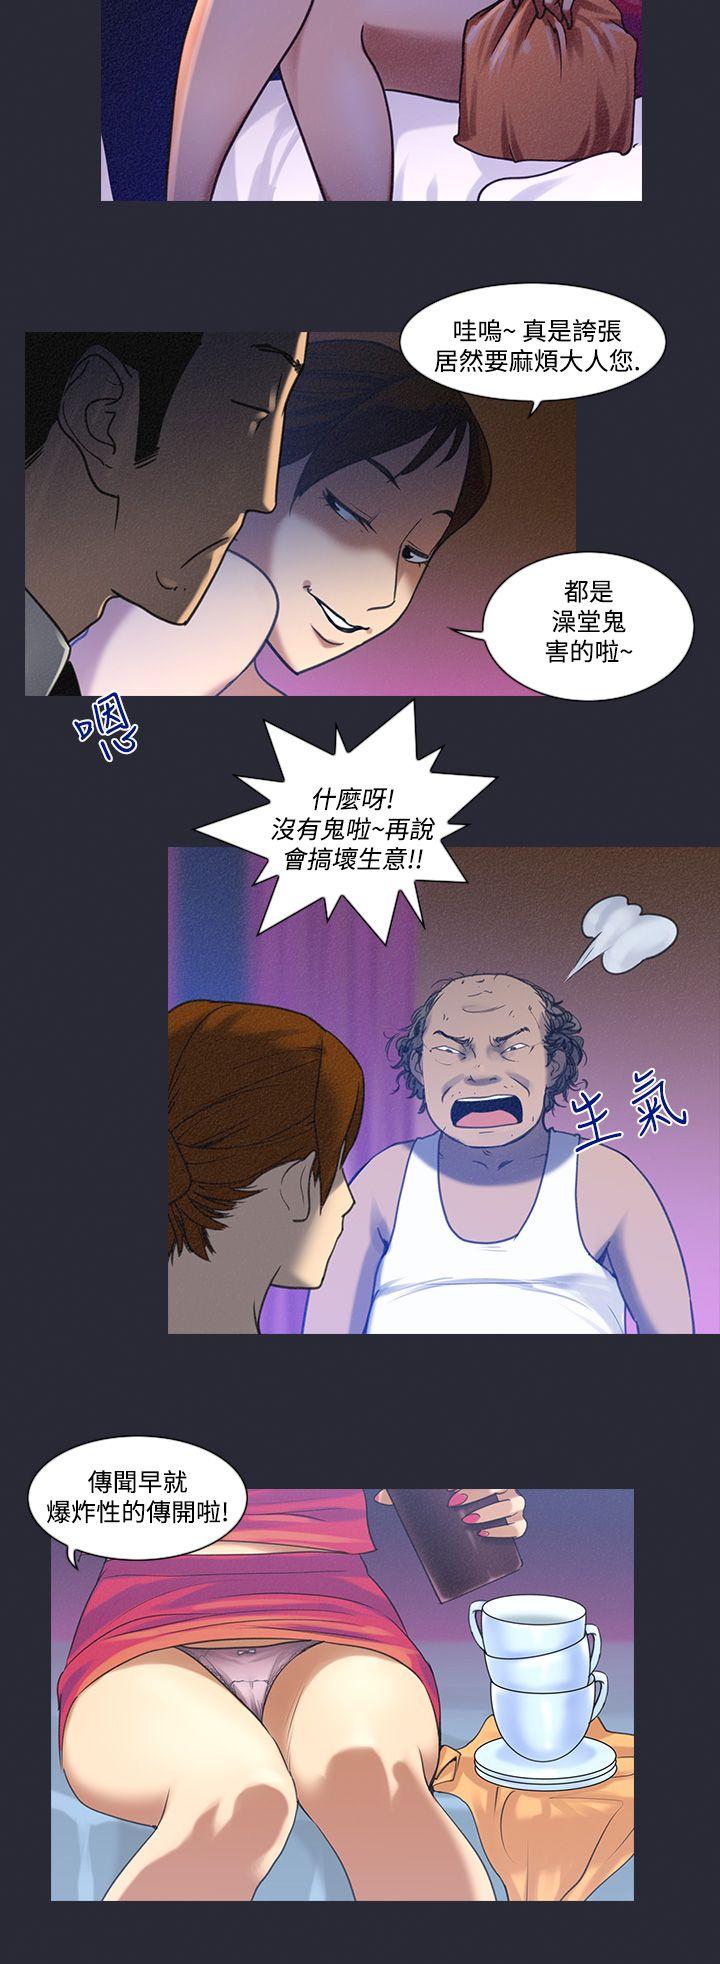 哇嗚~ 真是誇張
居然要麻煩大人您.
都是
澡堂鬼
害的啦~
嗯
什麼呀!
沒有鬼啦~再說
會搞壞生意!!
生氣
傳聞早就
爆炸性的傳開啦!